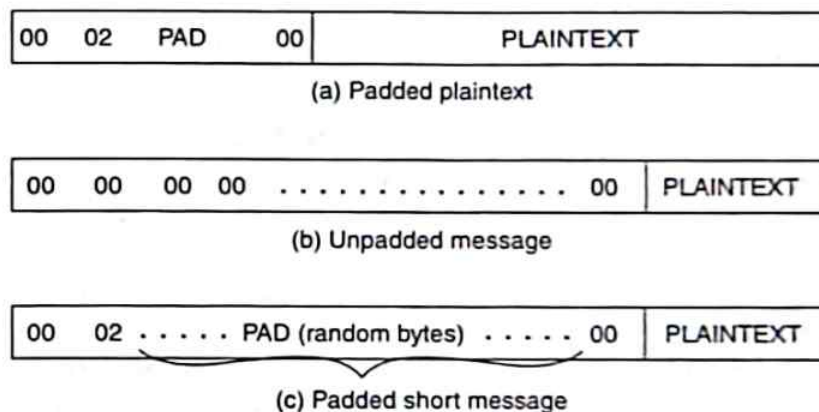 00 02 PAD 00 PLAINTEXT
(a) Padded plaintext
00 00 00 00 . . . . . . . . . . . . . . . 00 PLAINTEXT
(b) Unpadded message
00 02 . . . . . PAD (random bytes) . . . . . 00 PLAINTEXT
(c) Padded short message